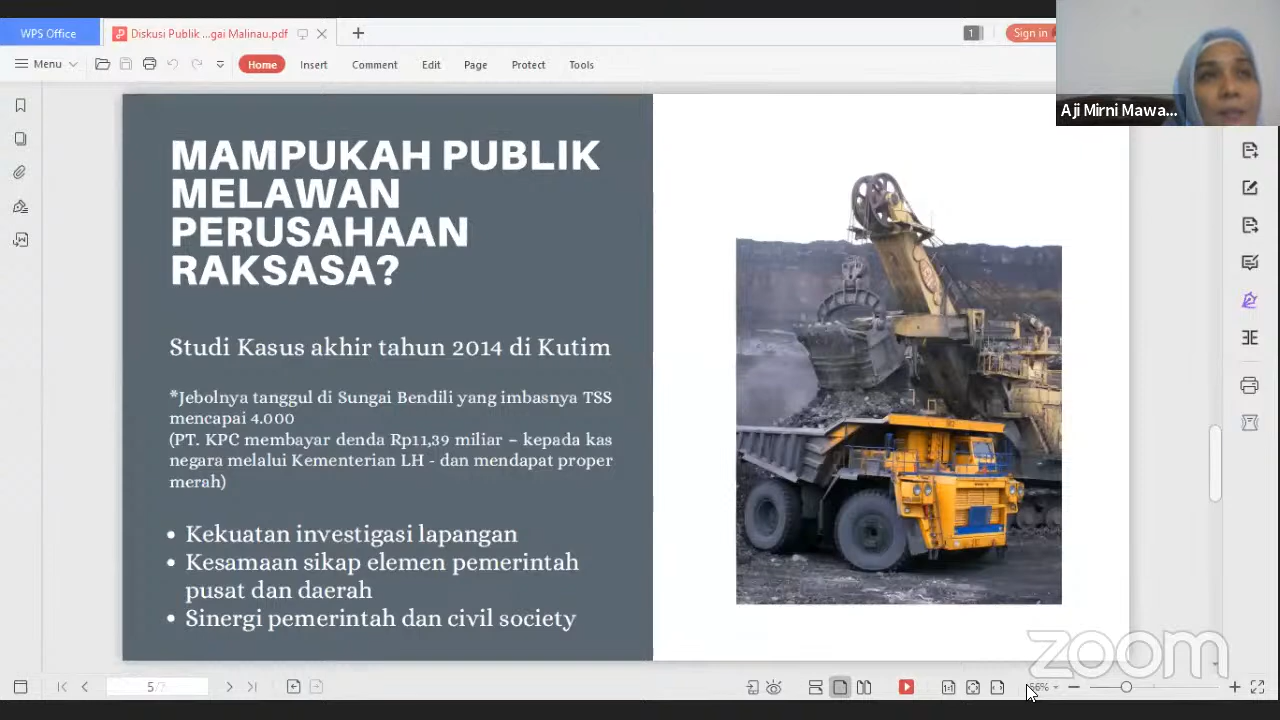 WPS Office
Diskusi Publik ...gai Malinau.pdf
1
Sign in
Menu
Home
Insert
Comment
Edit
Page
Protect
Tools
Aji Mirni Mawa...
MAMPUKAH PUBLIK
MELAWAN
PERUSAHAAN
RAKSASA?
Studi Kasus akhir tahun 2014 di Kutim
*Jebolnya tanggul di Sungai Bendili yang imbasnya TSS
mencapai 4.000
(PT. KPC membayar denda Rp11,39 miliar – kepada kas
negara melalui Kementerian LH - dan mendapat proper
merah)
• Kekuatan investigasi lapangan
• Kesamaan sikap elemen pemerintah
pusat dan daerah
• Sinergi pemerintah dan civil society
zoom